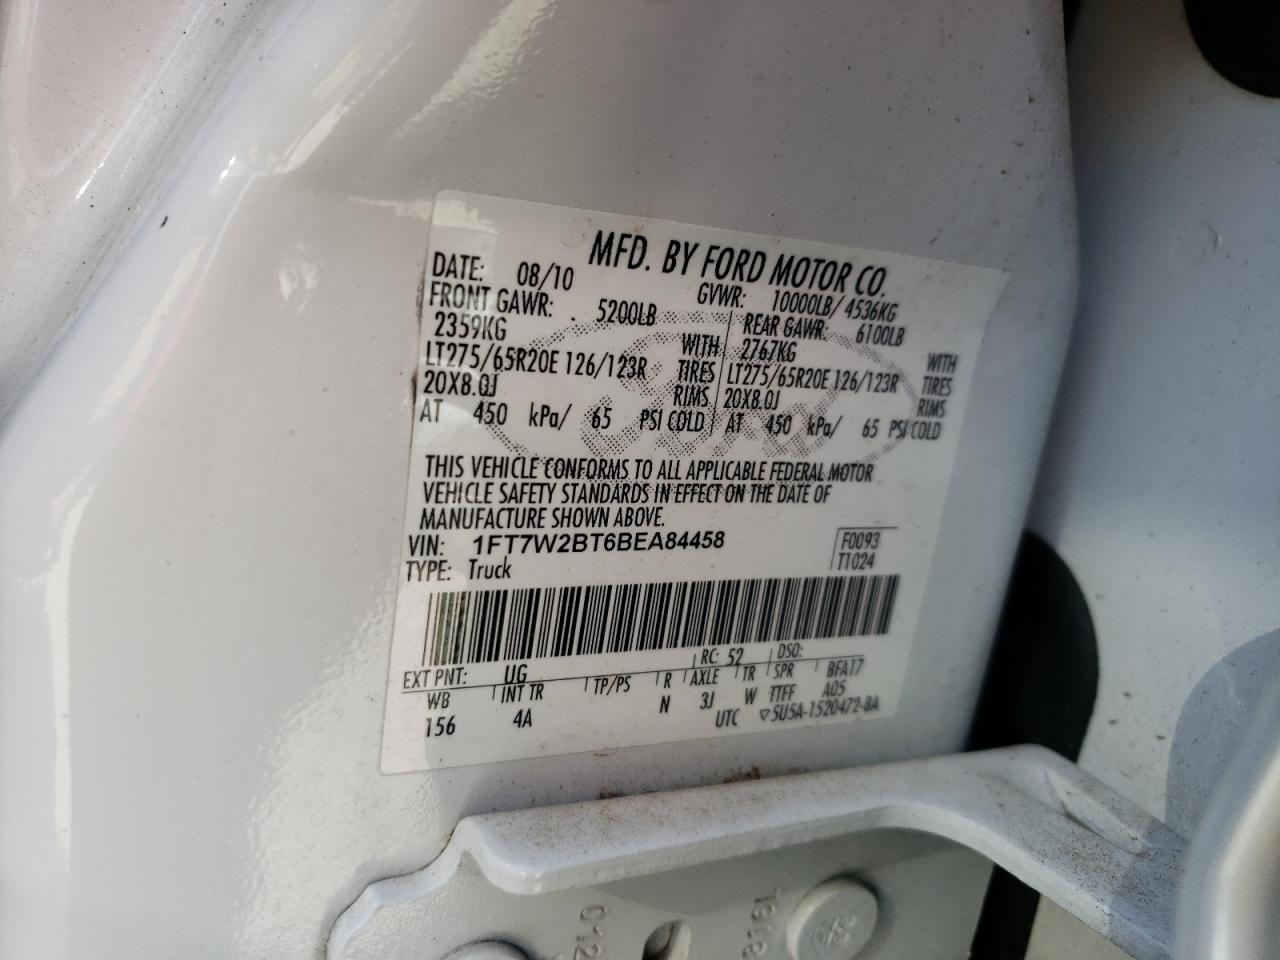 MFD. BY FORD MOTOR CO.
DATE: 08/10 GVWR: 10000LB/ 4536KG
FRONT GAWR: 5200LB REAR GAWR: 6100LB
2359KG WITH 2767KG WITH
LT275/65R20E 126/123R TIRES LT275/65R20E 126/123R TIRES
20X8.0J RIMS 20X8.0J RIMS
AT 450 kPa/ 65 PSI COLD AT 450 kPa/ 65 PSI COLD
THIS VEHICLE CONFORMS TO ALL APPLICABLE FEDERAL MOTOR
VEHICLE SAFETY STANDARDS IN EFFECT ON THE DATE OF
MANUFACTURE SHOWN ABOVE.
VIN: 1FT7W2BT6BEA84458 F0093
TYPE: Truck T1024
EXT PNT: UG RC: 52 DSO:
WB INT TR TP/PS R AXLE TR SPR BFA17
156 4A N 3J W TTFF A05
UTC ▽5U5A-1520472-BA